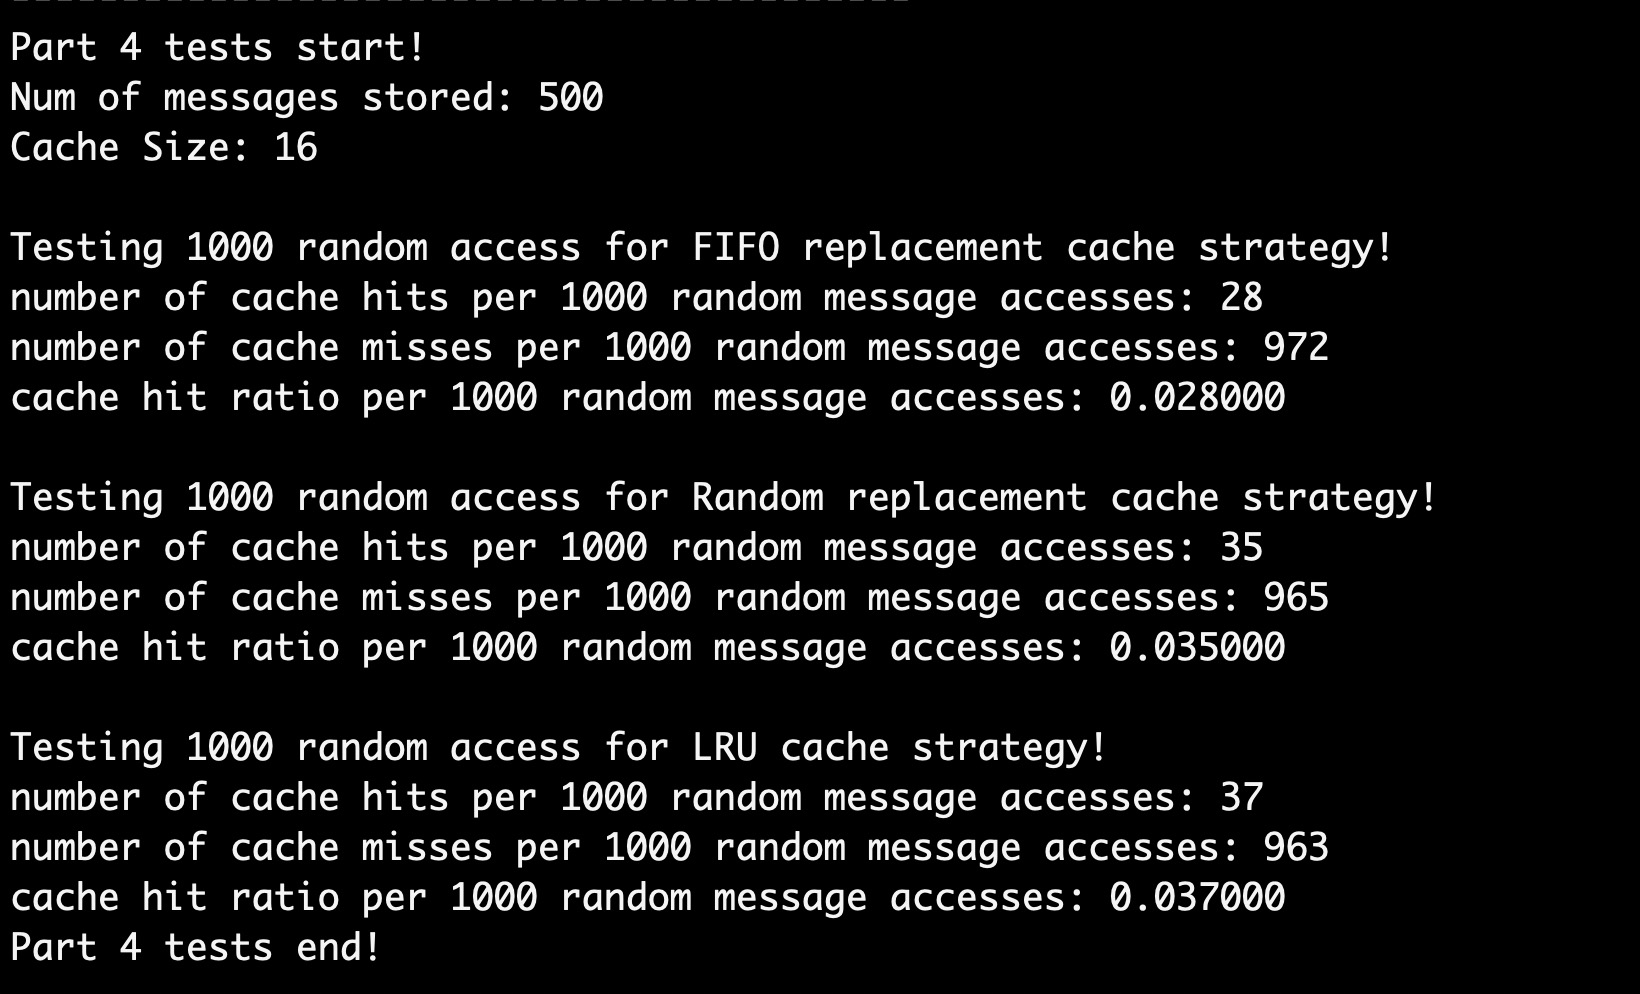 Part 4 tests start!
Num of messages stored: 500
Cache Size: 16
Testing 1000 random access for FIFO replacement cache strategy!
number of cache hits per 1000 random message accesses: 28
number of cache misses per 1000 random message accesses: 972
cache hit ratio per 1000 random message accesses: 0.028000
Testing 1000 random access for Random replacement cache strategy!
number of cache hits per 1000 random message accesses: 35
number of cache misses per 1000 random message accesses: 965
cache hit ratio per 1000 random message accesses: 0.035000
Testing 1000 random access for LRU cache strategy!
number of cache hits per 1000 random message accesses: 37
number of cache misses per 1000 random message accesses: 963
cache hit ratio per 1000 random message accesses: 0.037000
Part 4 tests end!